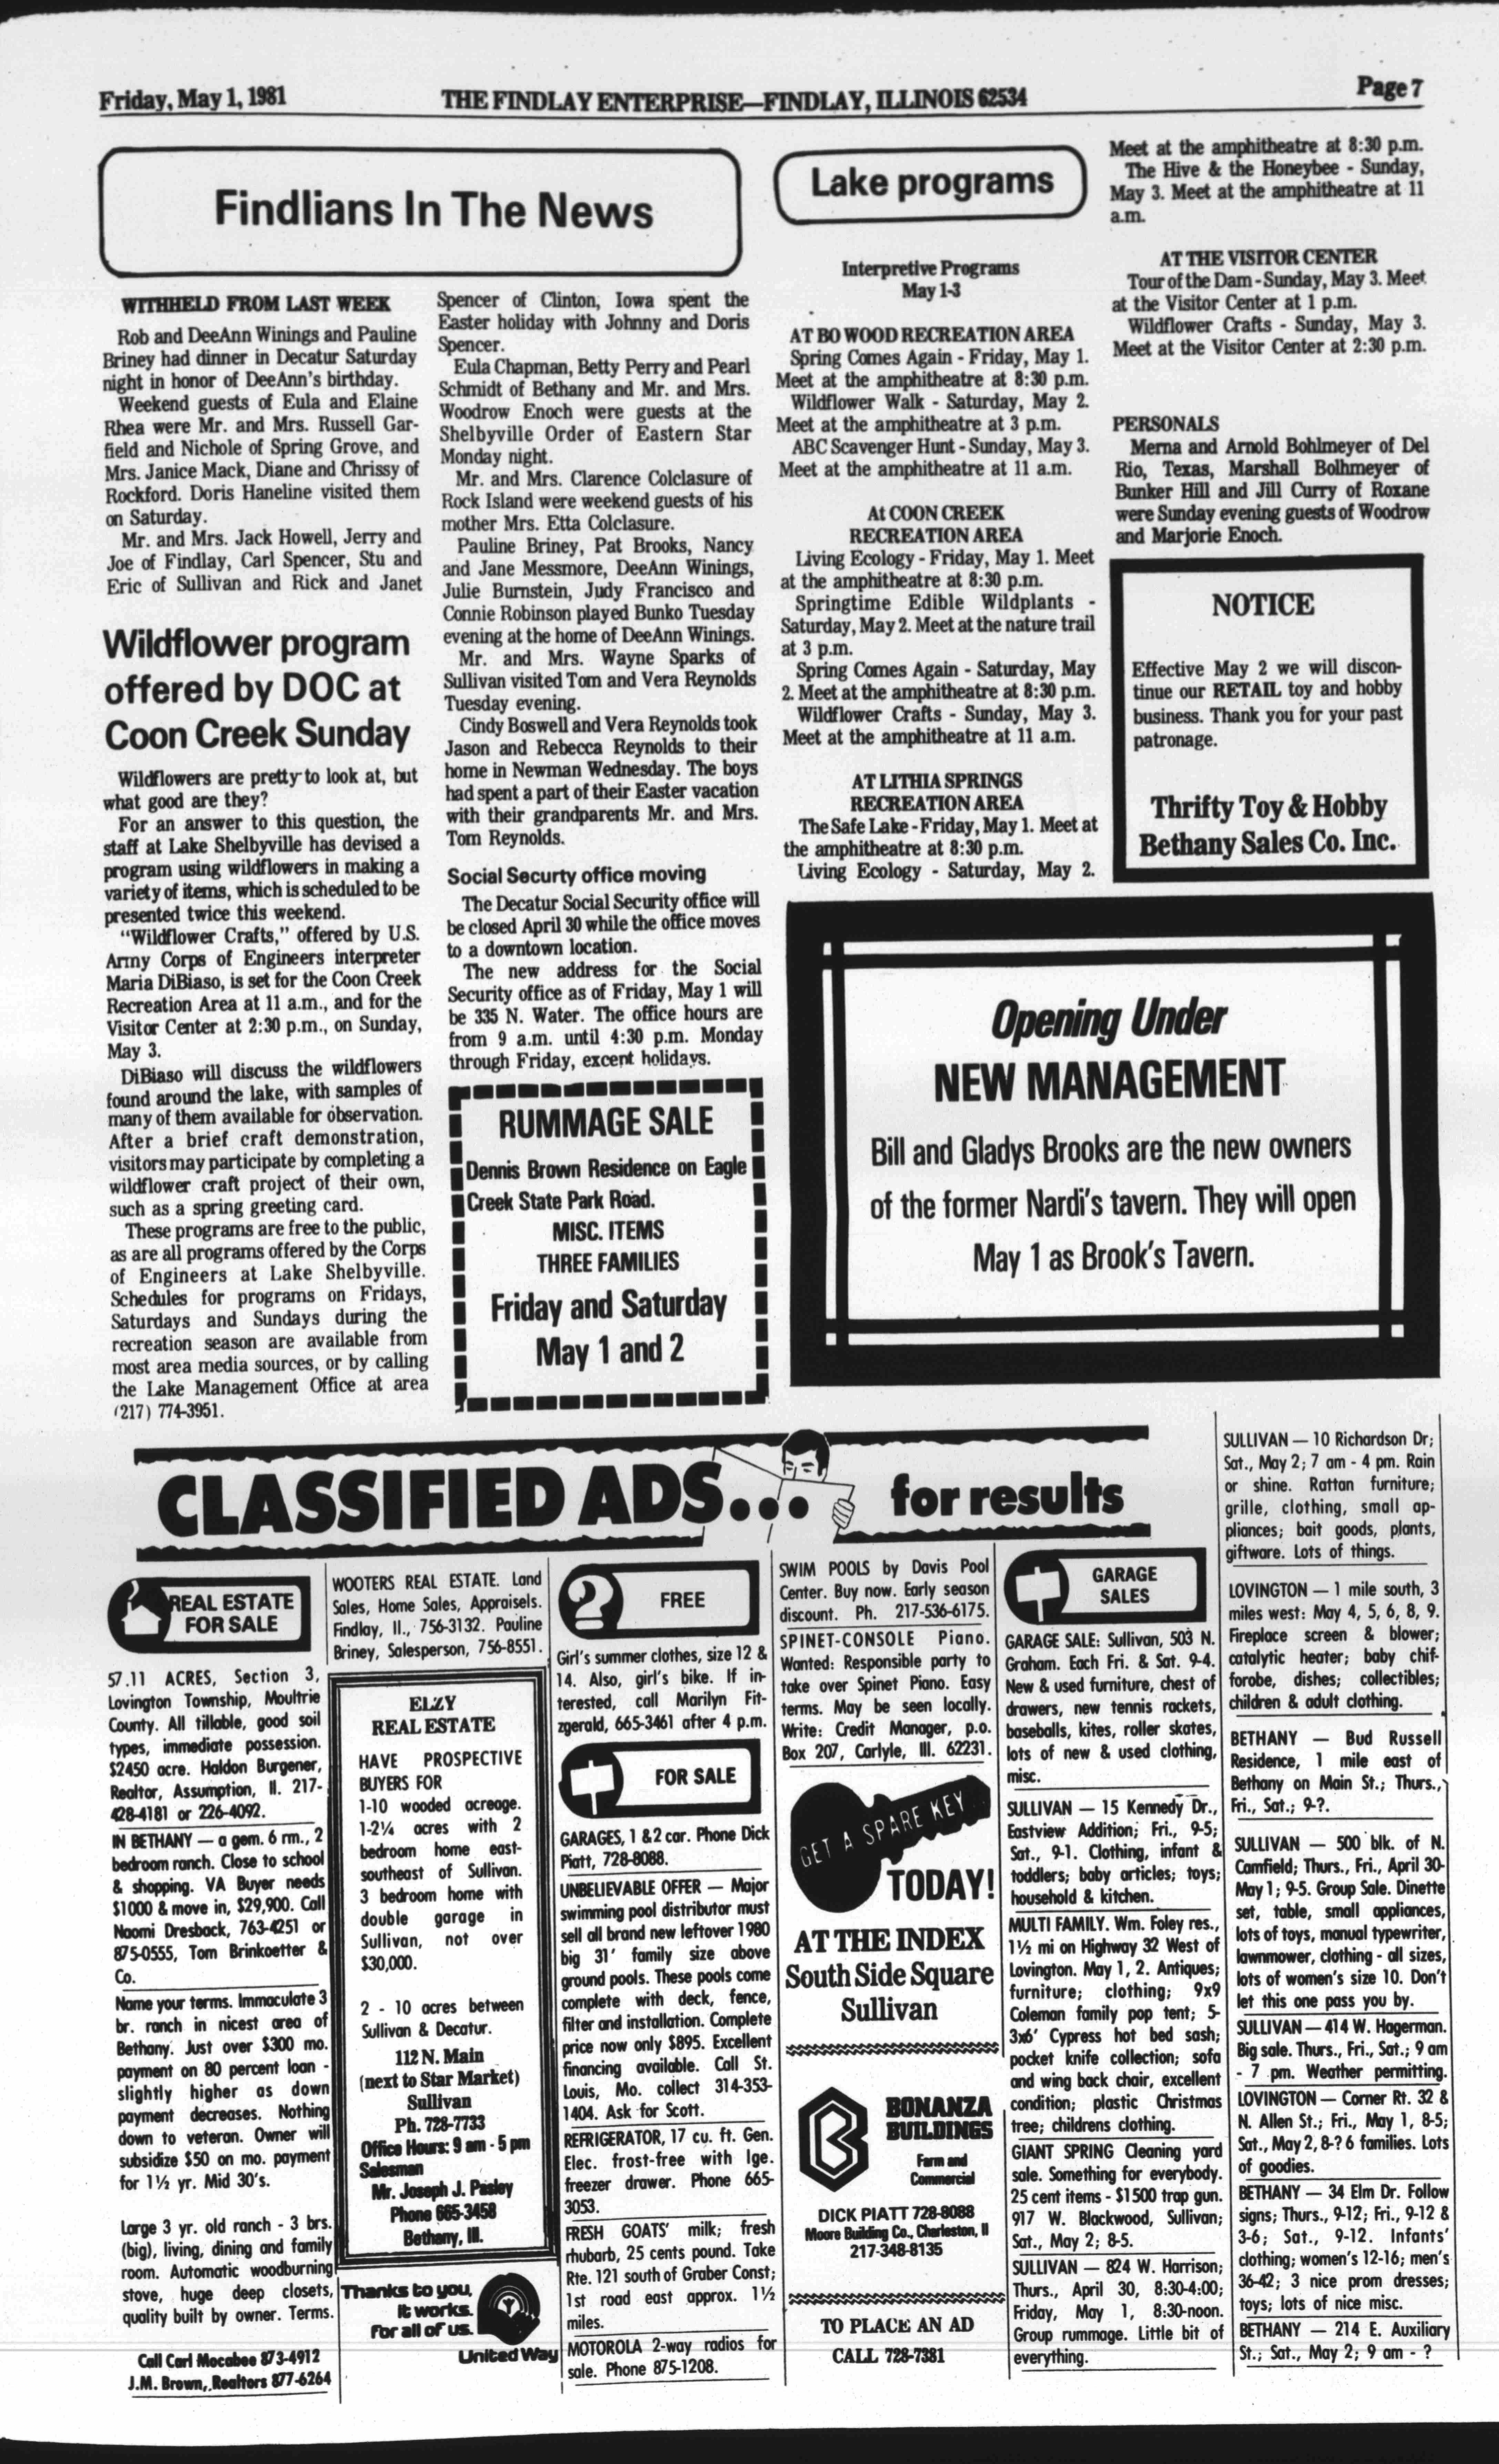 Friday, May 1, 1981
THE FINDLAY ENTERPRISE—FINDLAY, ILLINOIS 62534
Page 7
Findlians In The News
WITHHELD FROM LAST WEEK
Rob and DeeAnn Winings and Pauline
Briney had dinner in Decatur Saturday
night in honor of DeeAnn's birthday.
Weekend guests of Eula and Elaine
Rhea were Mr. and Mrs. Russell Gar-
field and Nichole of Spring Grove, and
Mrs. Janice Mack, Diane and Chrissy of
Rockford. Doris Haneline visited them
on Saturday.
Mr. and Mrs. Jack Howell, Jerry and
Joe of Findlay, Carl Spencer, Stu and
Eric of Sullivan and Rick and Janet
Spencer of Clinton, Iowa spent the
Easter holiday with Johnny and Doris
Spencer.
Eula Chapman, Betty Perry and Pearl
Schmidt of Bethany and Mr. and Mrs.
Woodrow Enoch were guests at the
Shelbyville Order of Eastern Star
Monday night.
Mr. and Mrs. Clarence Colclasure of
Rock Island were weekend guests of his
mother Mrs. Etta Colclasure.
Pauline Briney, Pat Brooks, Nancy
and Jane Messmore, DeeAnn Winings,
Julie Burnstein, Judy Francisco and
Connie Robinson played Bunko Tuesday
evening at the home of DeeAnn Winings.
Mr. and Mrs. Wayne Sparks of
Sullivan visited Tom and Vera Reynolds
Tuesday evening.
Cindy Boswell and Vera Reynolds took
Jason and Rebecca Reynolds to their
home in Newman Wednesday. The boys
had spent a part of their Easter vacation
with their grandparents Mr. and Mrs.
Tom Reynolds.
Wildflower program
offered by DOC at
Coon Creek Sunday
Wildflowers are pretty to look at, but
what good are they?
For an answer to this question, the
staff at Lake Shelbyville has devised a
program using wildflowers in making a
variety of items, which is scheduled to be
presented twice this weekend.
"Wildflower Crafts," offered by U.S.
Army Corps of Engineers interpreter
Maria DiBiaso, is set for the Coon Creek
Recreation Area at 11 a.m., and for the
Visitor Center at 2:30 p.m., on Sunday,
May 3.
DiBiaso will discuss the wildflowers
found around the lake, with samples of
many of them available for observation.
After a brief craft demonstration,
visitors may participate by completing a
wildflower craft project of their own,
such as a spring greeting card.
These programs are free to the public,
as are all programs offered by the Corps
of Engineers at Lake Shelbyville.
Schedules for programs on Fridays,
Saturdays and Sundays during the
recreation season are available from
most area media sources, or by calling
the Lake Management Office at area
(217) 774-3951.
Social Securty office moving
The Decatur Social Security office will
be closed April 30 while the office moves
to a downtown location.
The new address for the Social
Security office as of Friday, May 1 will
be 335 N. Water. The office hours are
from 9 a.m. until 4:30 p.m. Monday
through Friday, except holidays.
RUMMAGE SALE
Dennis Brown Residence on Eagle
Creek State Park Road.
MISC. ITEMS
THREE FAMILIES
Friday and Saturday
May 1 and 2
Lake programs
Interpretive Programs
May 1-3
AT BO WOOD RECREATION AREA
Spring Comes Again - Friday, May 1.
Meet at the amphitheatre at 8:30 p.m.
Wildflower Walk - Saturday, May 2.
Meet at the amphitheatre at 3 p.m.
ABC Scavenger Hunt - Sunday, May 3.
Meet at the amphitheatre at 11 a.m.
At COON CREEK
RECREATION AREA
Living Ecology - Friday, May 1. Meet
at the amphitheatre at 8:30 p.m.
Springtime Edible Wildplants -
Saturday, May 2. Meet at the nature trail
at 3 p.m.
Spring Comes Again - Saturday, May
2. Meet at the amphitheatre at 8:30 p.m.
Wildflower Crafts - Sunday, May 3.
Meet at the amphitheatre at 11 a.m.
AT LITHIA SPRINGS
RECREATION AREA
The Safe Lake - Friday, May 1. Meet at
the amphitheatre at 8:30 p.m.
Living Ecology - Saturday, May 2.
Meet at the amphitheatre at 8:30 p.m.
The Hive & the Honeybee - Sunday,
May 3. Meet at the amphitheatre at 11
a.m.
AT THE VISITOR CENTER
Tour of the Dam - Sunday, May 3. Meet
at the Visitor Center at 1 p.m.
Wildflower Crafts - Sunday, May 3.
Meet at the Visitor Center at 2:30 p.m.
PERSONALS
Merna and Arnold Bohlmeyer of Del
Rio, Texas, Marshall Bolhmeyer of
Bunker Hill and Jill Curry of Roxane
were Sunday evening guests of Woodrow
and Marjorie Enoch.
NOTICE
Effective May 2 we will discon-
tinue our RETAIL toy and hobby
business. Thank you for your past
patronage.
Thrifty Toy & Hobby
Bethany Sales Co. Inc.
Opening Under
NEW MANAGEMENT
Bill and Gladys Brooks are the new owners
of the former Nardi's tavern. They will open
May 1 as Brook's Tavern.
CLASSIFIED ADS... for results
REAL ESTATE
FOR SALE
57.11 ACRES, Section 3,
Lovington Township, Moultrie
County. All tillable, good soil
types, immediate possession.
$2450 acre. Haldon Burgener,
Realtor, Assumption, Il. 217-
428-4181 or 226-4092.
IN BETHANY — a gem. 6 rm., 2
bedroom ranch. Close to school
& shopping. VA Buyer needs
$1000 & move in, $29,900. Call
Naomi Dresback, 763-4251 or
875-0555, Tom Brinkoetter &
Co.
Name your terms. Immaculate 3
br. ranch in nicest area of
Bethany. Just over $300 mo.
payment on 80 percent loan -
slightly higher as down
payment decreases. Nothing
down to veteran. Owner will
subsidize $50 on mo. payment
for 1½ yr. Mid 30's.
Large 3 yr. old ranch - 3 brs.
(big), living, dining and family
room. Automatic woodburning
stove, huge deep closets,
quality built by owner. Terms.
Call Carl Mocabee 873-4912
J.M. Brown, Realtors 877-6264
WOOTERS REAL ESTATE. Land
Sales, Home Sales, Appraisels.
Findlay, Il., 756-3132. Pauline
Briney, Salesperson, 756-8551.
ELZY
REAL ESTATE
HAVE PROSPECTIVE
BUYERS FOR
1-10 wooded acreage.
1-2¼ acres with 2
bedroom home east-
southeast of Sullivan.
3 bedroom home with
double garage in
Sullivan, not over
$30,000.
2 - 10 acres between
Sullivan & Decatur.
112 N. Main
(next to Star Market)
Sullivan
Ph. 728-7733
Office Hours: 9 am - 5 pm
Salesman
Mr. Joseph J. Pasley
Phone 665-3458
Bethany, Ill.
Thanks to you,
it works.
For all of us.
United Way
FREE
Girl's summer clothes, size 12 &
14. Also, girl's bike. If in-
terested, call Marilyn Fit-
zgerald, 665-3461 after 4 p.m.
FOR SALE
GARAGES, 1 & 2 car. Phone Dick
Piatt, 728-8088.
UNBELIEVABLE OFFER — Major
swimming pool distributor must
sell all brand new leftover 1980
big 31' family size above
ground pools. These pools come
complete with deck, fence,
filter and installation. Complete
price now only $895. Excellent
financing available. Call St.
Louis, Mo. collect 314-353-
1404. Ask for Scott.
REFRIGERATOR, 17 cu. ft. Gen.
Elec. frost-free with lge.
freezer drawer. Phone 665-
3053.
FRESH GOATS' milk; fresh
rhubarb, 25 cents pound. Take
Rte. 121 south of Graber Const;
1st road east approx. 1½
miles.
MOTOROLA 2-way radios for
sale. Phone 875-1208.
SWIM POOLS by Davis Pool
Center. Buy now. Early season
discount. Ph. 217-536-6175.
SPINET-CONSOLE Piano.
Wanted: Responsible party to
take over Spinet Piano. Easy
terms. May be seen locally.
Write: Credit Manager, p.o.
Box 207, Carlyle, Ill. 62231.
GET A SPARE KEY
TODAY!
AT THE INDEX
South Side Square
Sullivan
BONANZA
BUILDINGS
Farm and
Commercial
DICK PIATT 728-8088
Moore Building Co., Charleston, Il
217-348-8135
TO PLACE AN AD
CALL 728-7381
GARAGE
SALES
GARAGE SALE: Sullivan, 503 N.
Graham. Each Fri. & Sat. 9-4.
New & used furniture, chest of
drawers, new tennis rackets,
baseballs, kites, roller skates,
lots of new & used clothing,
misc.
SULLIVAN — 15 Kennedy Dr.,
Eastview Addition; Fri., 9-5;
Sat., 9-1. Clothing, infant &
toddlers; baby articles; toys;
household & kitchen.
MULTI FAMILY. Wm. Foley res.,
1½ mi on Highway 32 West of
Lovington. May 1, 2. Antiques;
furniture; clothing; 9x9
Coleman family pop tent; 5-
3x6' Cypress hot bed sash;
pocket knife collection; sofa
and wing back chair, excellent
condition; plastic Christmas
tree; childrens clothing.
GIANT SPRING Cleaning yard
sale. Something for everybody.
25 cent items - $1500 trap gun.
917 W. Blackwood, Sullivan;
Sat., May 2; 8-5.
SULLIVAN — 824 W. Harrison;
Thurs., April 30, 8:30-4:00;
Friday, May 1, 8:30-noon.
Group rummage. Little bit of
everything.
SULLIVAN — 10 Richardson Dr;
Sat., May 2; 7 am - 4 pm. Rain
or shine. Rattan furniture;
grille, clothing, small ap-
pliances; bait goods, plants,
giftware. Lots of things.
LOVINGTON — 1 mile south, 3
miles west: May 4, 5, 6, 8, 9.
Fireplace screen & blower;
catalytic heater; baby chif-
forobe, dishes; collectibles;
children & adult clothing.
BETHANY — Bud Russell
Residence, 1 mile east of
Bethany on Main St.; Thurs.,
Fri., Sat.; 9-?.
SULLIVAN — 500 blk. of N.
Camfield; Thurs., Fri., April 30-
May 1; 9-5. Group Sale. Dinette
set, table, small appliances,
lots of toys, manual typewriter,
lawnmower, clothing - all sizes,
lots of women's size 10. Don't
let this one pass you by.
SULLIVAN — 414 W. Hagerman.
Big sale. Thurs., Fri., Sat.; 9 am
- 7 pm. Weather permitting.
LOVINGTON — Corner Rt. 32 &
N. Allen St.; Fri., May 1, 8-5;
Sat., May 2, 8-? 6 families. Lots
of goodies.
BETHANY — 34 Elm Dr. Follow
signs; Thurs., 9-12; Fri., 9-12 &
3-6; Sat., 9-12. Infants'
clothing; women's 12-16; men's
36-42; 3 nice prom dresses;
toys; lots of nice misc.
BETHANY — 214 E. Auxiliary
St.; Sat., May 2; 9 am - ?